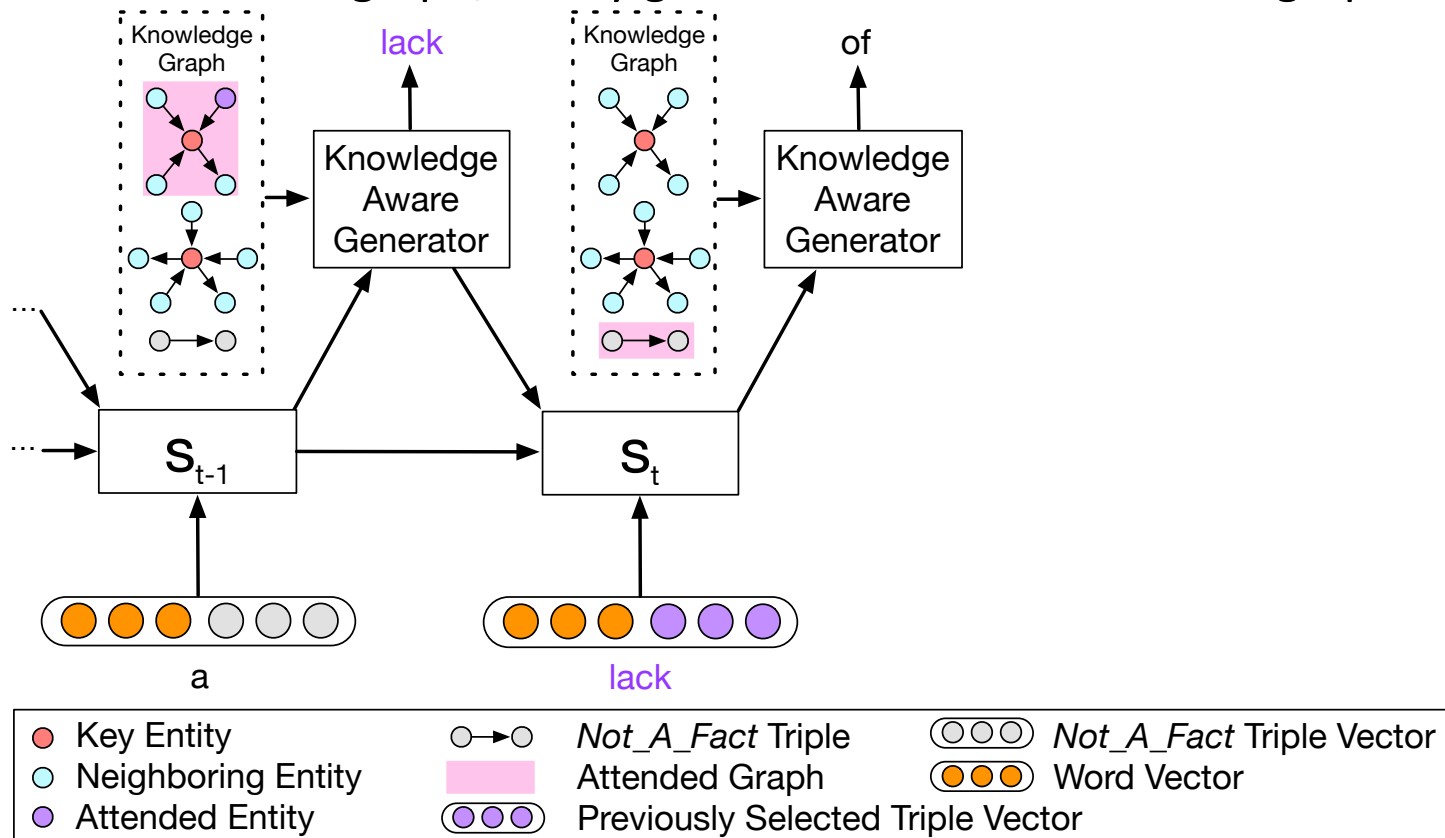 Knowledge
Graph
lack
Knowledge
Graph
of
Knowledge
Aware
Generator
Knowledge
Aware
Generator
...
...
S t-1
S t
a
lack
Key Entity
Neighboring Entity
Attended Entity
Not_A_Fact Triple
Attended Graph
Previously Selected Triple Vector
Not_A_Fact Triple Vector
Word Vector